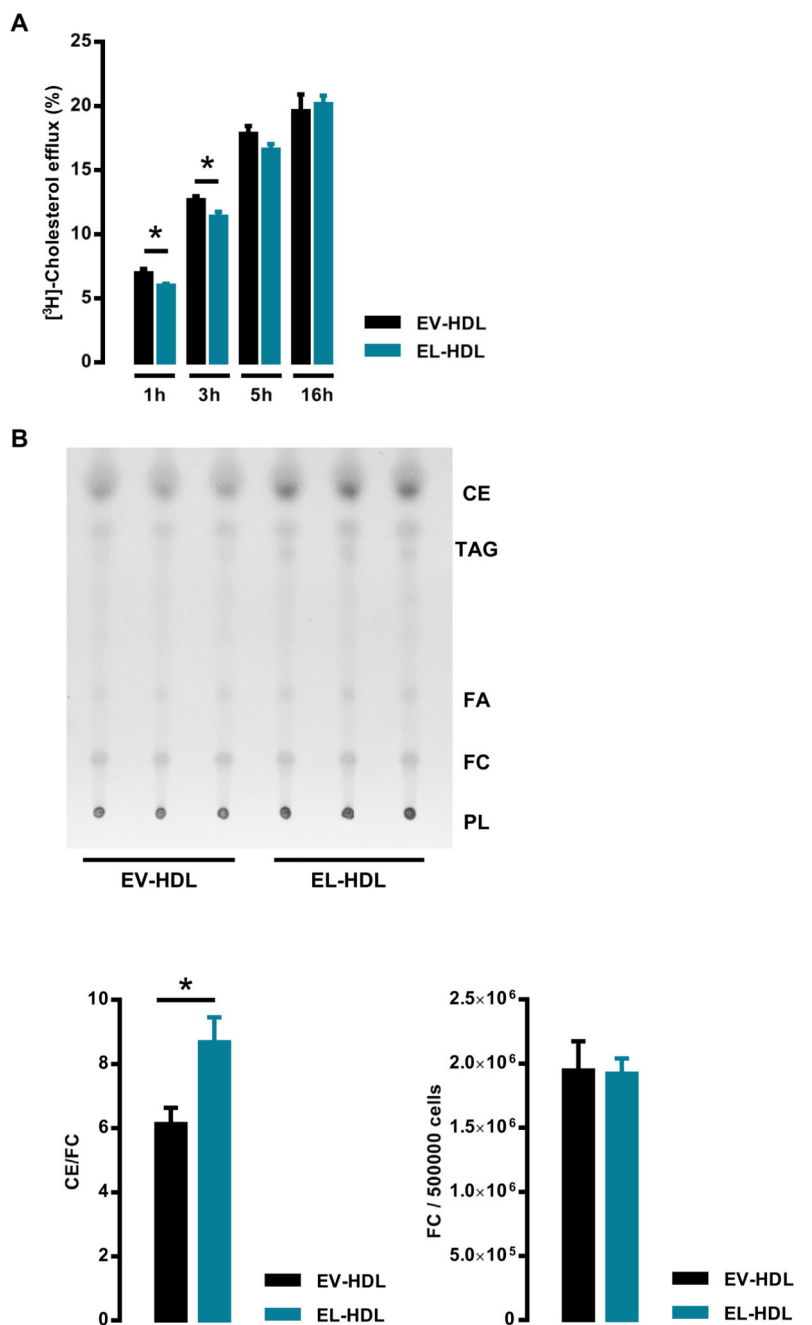 A
25
20
15
10
5
0
[³H]-Cholesterol efflux (%)
*
*
1h
3h
5h
16h
EV-HDL
EL-HDL
B
CE
TAG
FA
FC
PL
EV-HDL
EL-HDL
10
8
6
4
2
0
CE/FC
*
EV-HDL
EL-HDL
2.5×10⁶
2.0×10⁶
1.5×10⁶
1.0×10⁶
5.0×10⁵
0
FC / 500000 cells
EV-HDL
EL-HDL